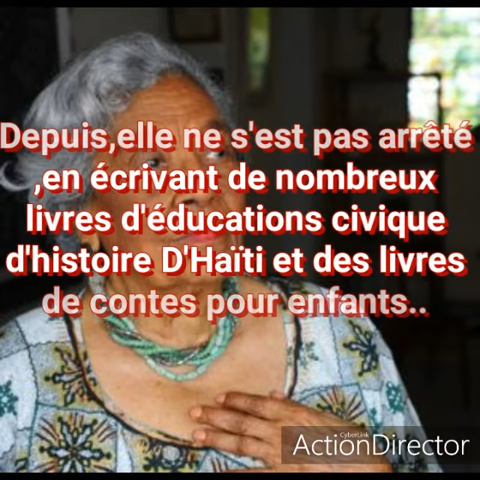 Depuis,elle ne s'est pas arrêté
,en écrivant de nombreux
livres d'éducations civique
d'histoire D'Haïti et des livres
de contes pour enfants..
CyberLink
ActionDirector